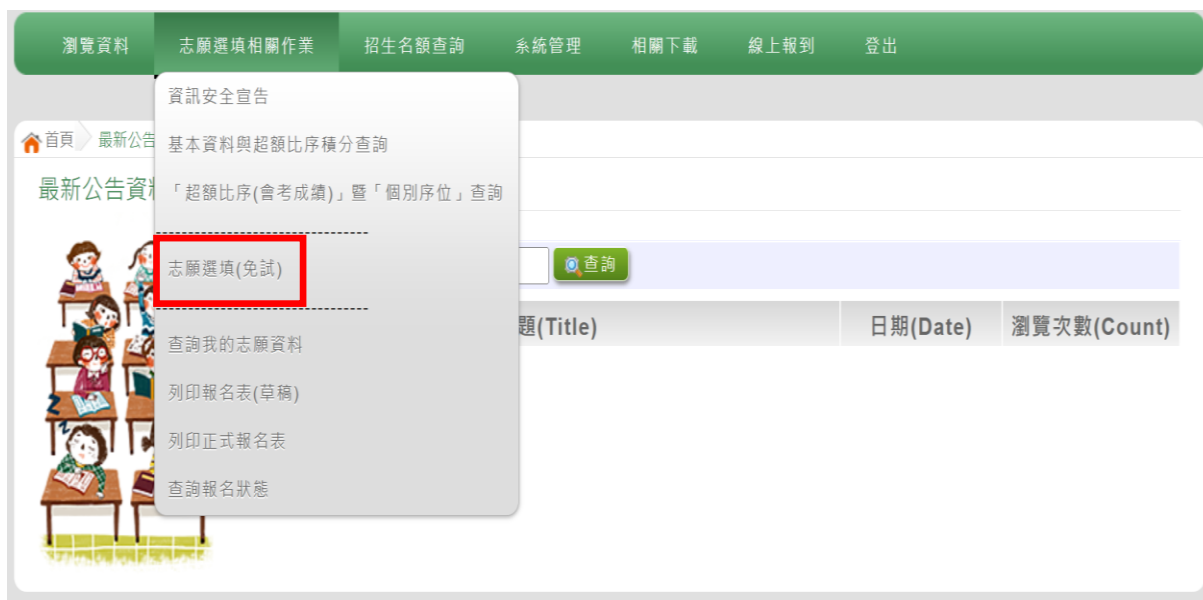 瀏覽資料 志願選填相關作業 招生名額查詢 系統管理 相關下載 線上報到 登出
資訊安全宣告
首頁 最新公告
基本資料與超額比序積分查詢
最新公告資
「超額比序(會考成績)」暨「個別序位」查詢
--------------------------------
志願選填(免試)
查詢
--------------------------------
題(Title) 日期(Date) 瀏覽次數(Count)
查詢我的志願資料
列印報名表(草稿)
列印正式報名表
查詢報名狀態